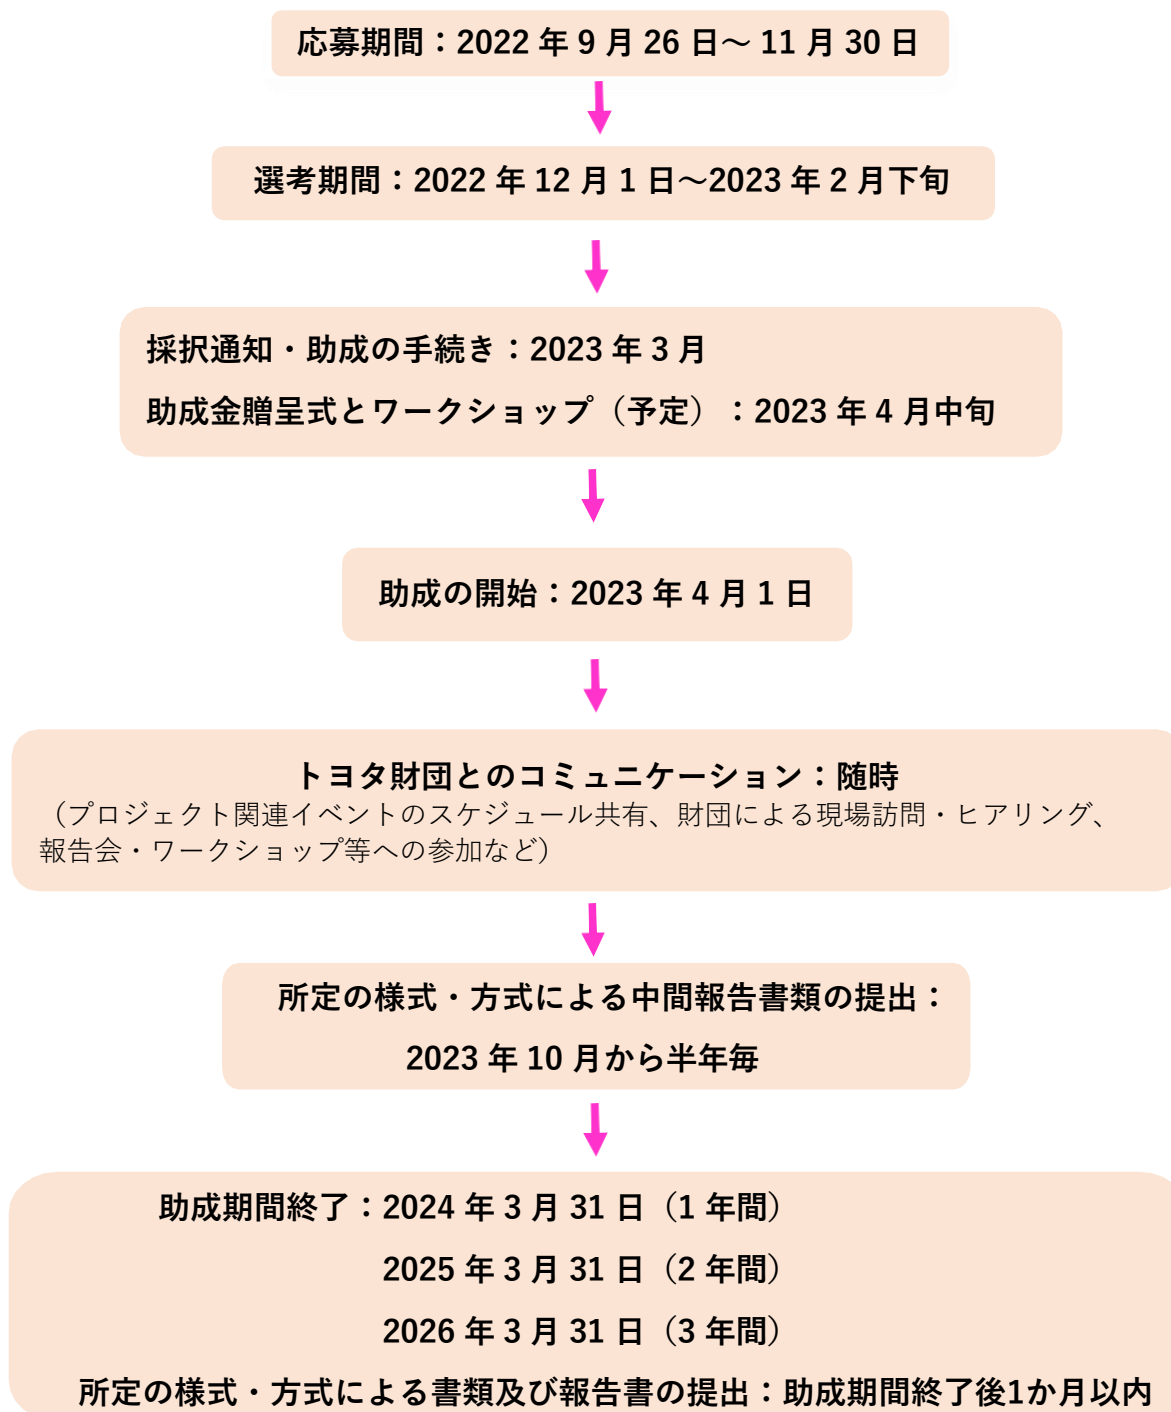 応募期間：2022 年 9 月 26 日～ 11 月 30 日
選考期間：2022 年 12 月 1 日～2023 年 2 月下旬
採択通知・助成の手続き：2023 年 3 月
助成金贈呈式とワークショップ（予定）：2023 年 4 月中旬
助成の開始：2023 年 4 月 1 日
トヨタ財団とのコミュニケーション：随時
（プロジェクト関連イベントのスケジュール共有、財団による現場訪問・ヒアリング、
報告会・ワークショップ等への参加など）
所定の様式・方式による中間報告書類の提出：
2023 年 10 月から半年毎
助成期間終了：2024 年 3 月 31 日（1 年間）
2025 年 3 月 31 日（2 年間）
2026 年 3 月 31 日（3 年間）
所定の様式・方式による書類及び報告書の提出：助成期間終了後1か月以内